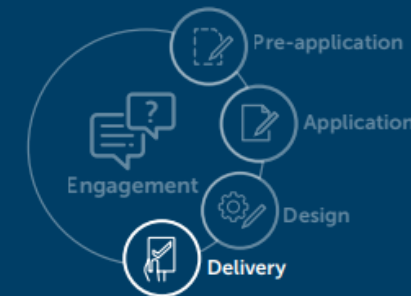 Pre-application
?
Application
Engagement
Design
Delivery